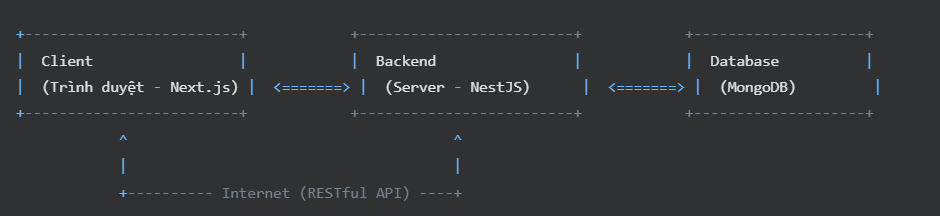 +------------------------+            +------------------------+            +-------------------+
|  Client                |            |  Backend               |            |  Database         |
|  (Trình duyệt - Next.js) |  <=======> |  (Server - NestJS)      |  <=======> |  (MongoDB)         |
+------------------------+            +------------------------+            +-------------------+
            ^                                    ^
            |                                    |
            +---------- Internet (RESTful API) ----+